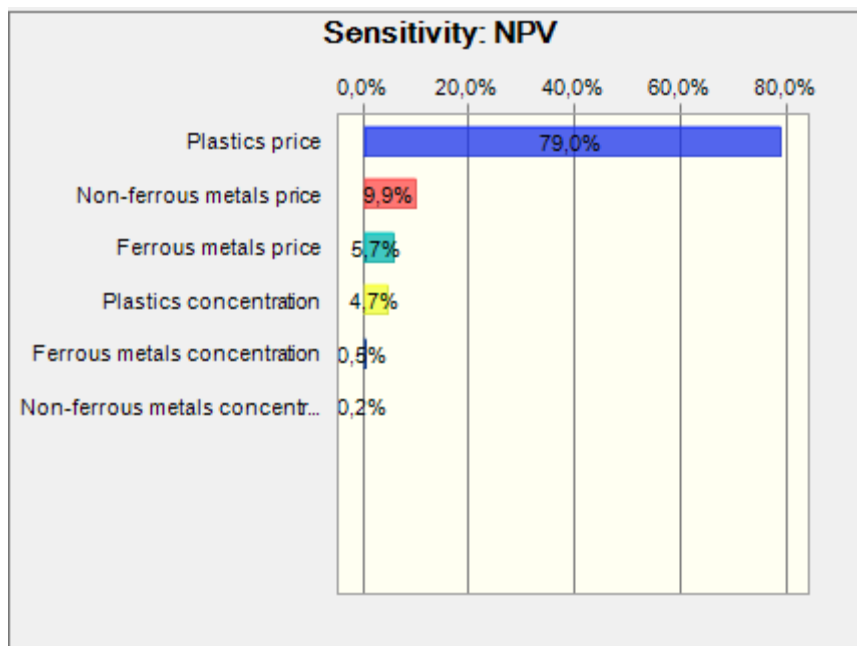 Sensitivity: NPV
0,0% 20,0% 40,0% 60,0% 80,0%
Plastics price 79,0%
Non-ferrous metals price 9,9%
Ferrous metals price 5,7%
Plastics concentration 4,7%
Ferrous metals concentration 0,5%
Non-ferrous metals concentr... 0,2%